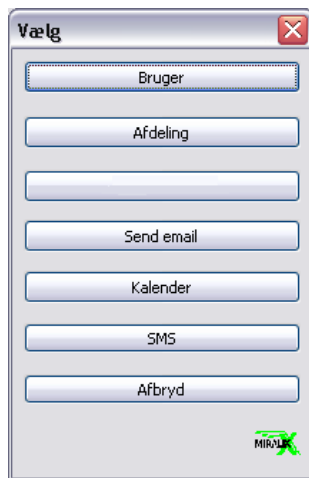 Vælg
Bruger
Afdeling
Send email
Kalender
SMS
Afbryd
MIRALIX